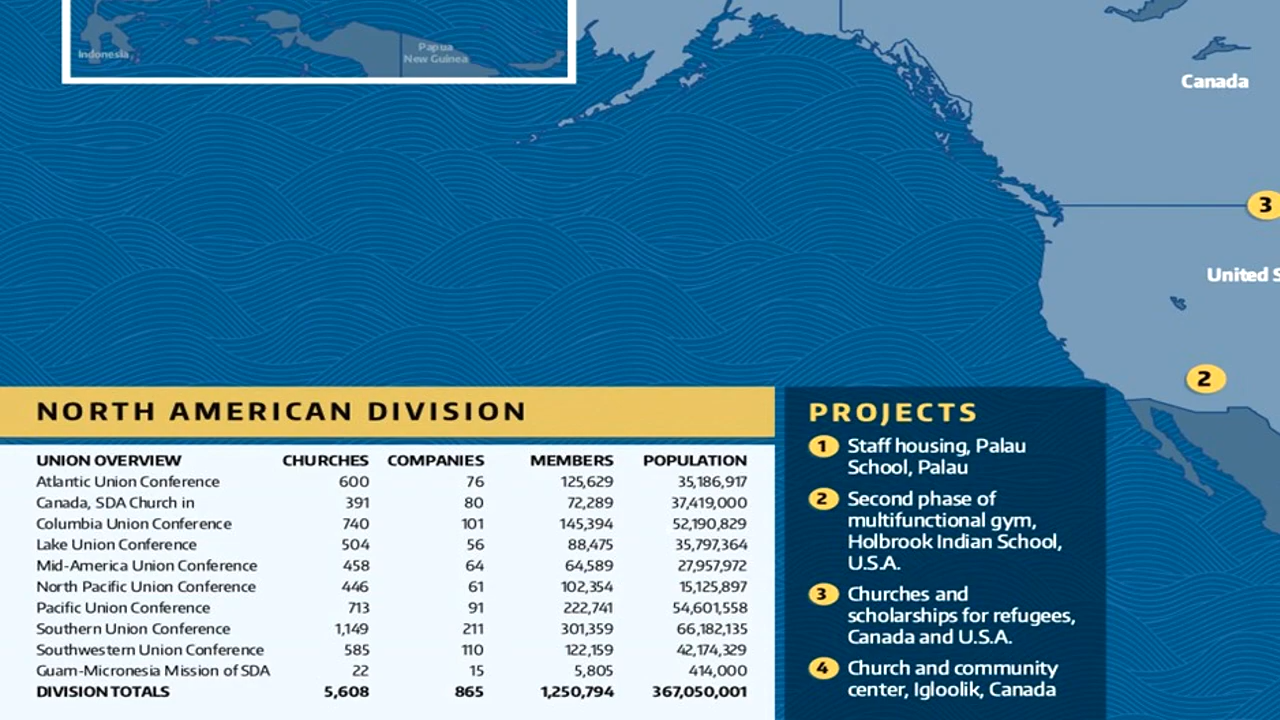 Indonesia
Papua
New Guinea
Canada
3
United S
2
NORTH AMERICAN DIVISION
UNION OVERVIEW CHURCHES COMPANIES MEMBERS POPULATION
Atlantic Union Conference 600 76 125,629 35,186,917
Canada, SDA Church in 391 80 72,289 37,419,000
Columbia Union Conference 740 101 145,394 52,190,829
Lake Union Conference 504 56 88,475 35,797,364
Mid-America Union Conference 458 64 64,589 27,957,972
North Pacific Union Conference 446 61 102,354 15,125,897
Pacific Union Conference 713 91 222,741 54,601,558
Southern Union Conference 1,149 211 301,359 66,182,135
Southwestern Union Conference 585 110 122,159 42,174,329
Guam-Micronesia Mission of SDA 22 15 5,805 414,000
DIVISION TOTALS 5,608 865 1,250,794 367,050,001
PROJECTS
1 Staff housing, Palau
School, Palau
2 Second phase of
multifunctional gym,
Holbrook Indian School,
U.S.A.
3 Churches and
scholarships for refugees,
Canada and U.S.A.
4 Church and community
center, Igloolik, Canada